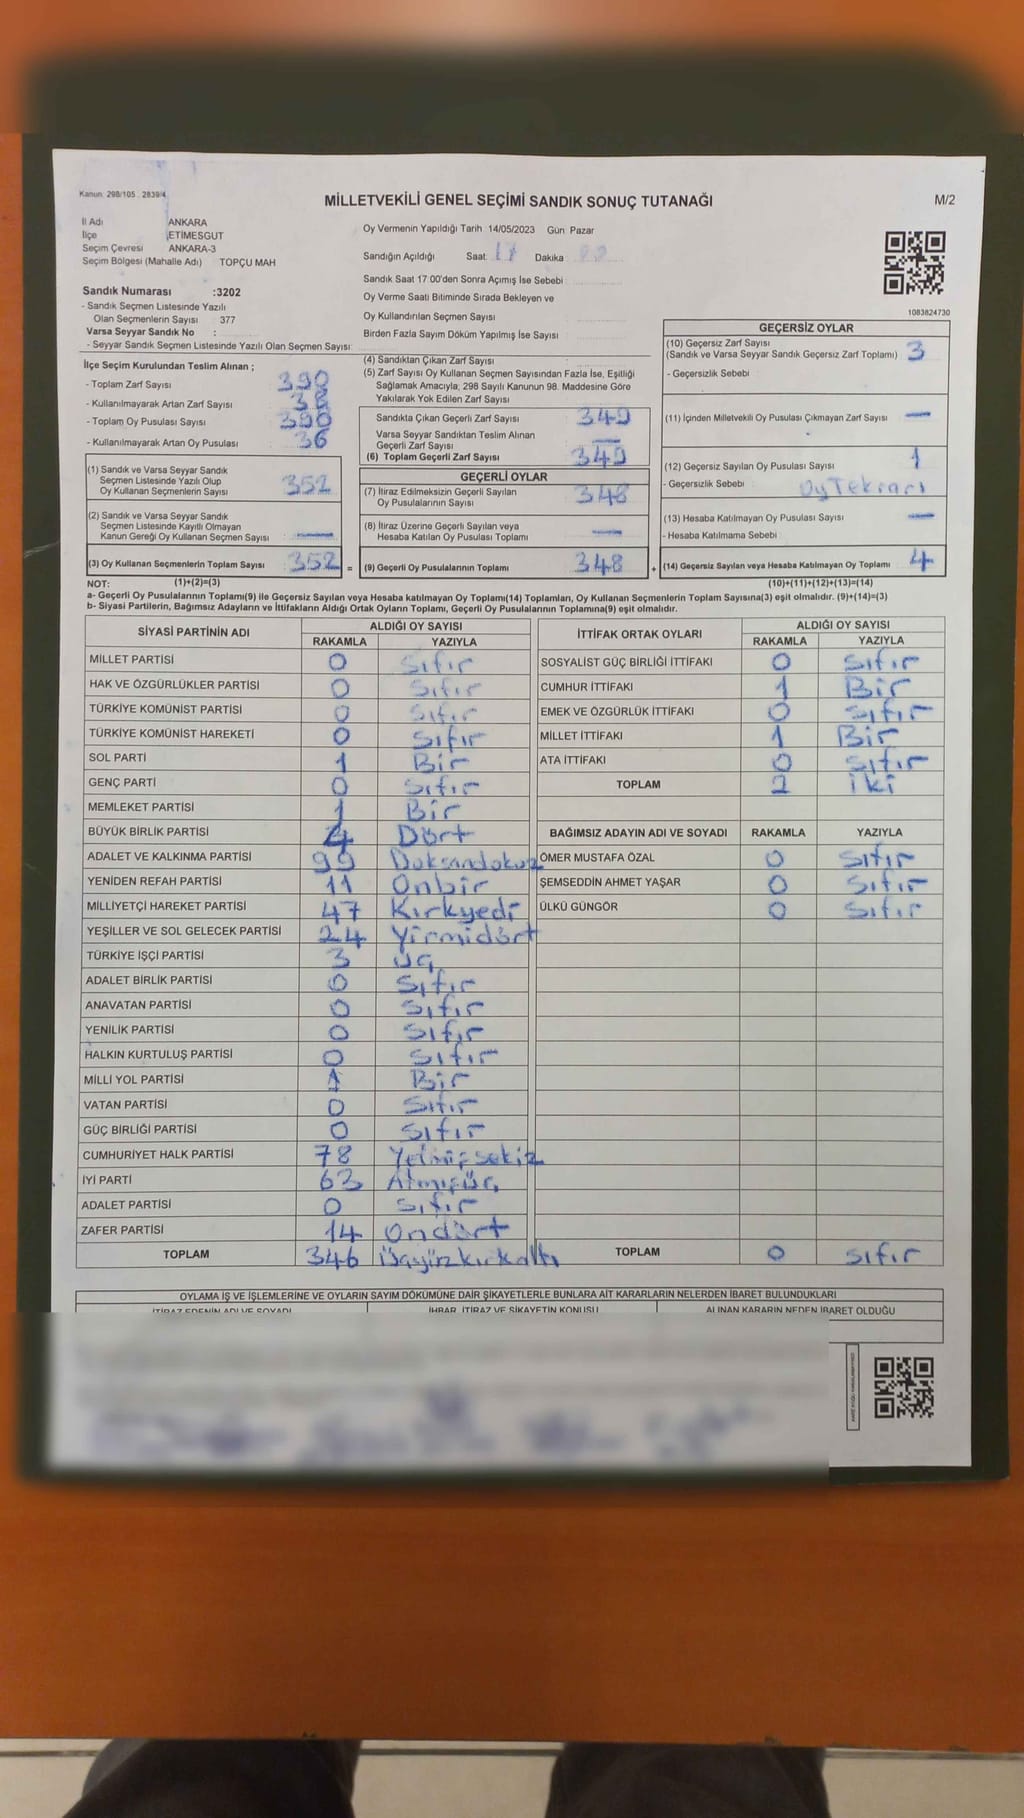 Kanun: 298/105 . 2839/4
MİLLETVEKİLİ GENEL SEÇİMİ SANDIK SONUÇ TUTANAĞI
M/2
İl Adı ANKARA
İlçe ETİMESGUT
Seçim Çevresi ANKARA-3
Seçim Bölgesi (Mahalle Adı) TOPÇU MAH
Sandık Numarası :3202
- Sandık Seçmen Listesinde Yazılı
Olan Seçmenlerin Sayısı : 377
Varsa Seyyar Sandık No :
- Seyyar Sandık Seçmen Listesinde Yazılı Olan Seçmen Sayısı:
Oy Vermenin Yapıldığı Tarih 14/05/2023 Gün Pazar
Sandığın Açıldığı Saat: 17 Dakika
Sandık Saat 17:00'den Sonra Açımış İse Sebebi
Oy Verme Saati Bitiminde Sırada Bekleyen ve
Oy Kullandırılan Seçmen Sayısı
Birden Fazla Sayım Döküm Yapılmış İse Sayısı
1083824730
İlçe Seçim Kurulundan Teslim Alınan ;
- Toplam Zarf Sayısı 390
- Kullanılmayarak Artan Zarf Sayısı 38
- Toplam Oy Pusulası Sayısı 390
- Kullanılmayarak Artan Oy Pusulası 36
(4) Sandıktan Çıkan Zarf Sayısı
(5) Zarf Sayısı Oy Kullanan Seçmen Sayısından Fazla İse, Eşitliği
Sağlamak Amacıyla; 298 Sayılı Kanunun 98. Maddesine Göre
Yakılarak Yok Edilen Zarf Sayısı
Sandıkta Çıkan Geçerli Zarf Sayısı 349
Varsa Seyyar Sandıktan Teslim Alınan
Geçerli Zarf Sayısı —
(6) Toplam Geçerli Zarf Sayısı 349
GEÇERSİZ OYLAR
(10) Geçersiz Zarf Sayısı 3
(Sandık ve Varsa Seyyar Sandık Geçersiz Zarf Toplamı)
- Geçersizlik Sebebi
(11) İçinden Milletvekili Oy Pusulası Çıkmayan Zarf Sayısı —
(12) Geçersiz Sayılan Oy Pusulası Sayısı 1
- Geçersizlik Sebebi : Oy Tekrarı
(13) Hesaba Katılmayan Oy Pusulası Sayısı —
- Hesaba Katılmama Sebebi
(14) Geçersiz Sayılan veya Hesaba Katılmayan Oy Toplamı 4
(1) Sandık ve Varsa Seyyar Sandık
Seçmen Listesinde Yazılı Olup
Oy Kullanan Seçmenlerin Sayısı 352
(2) Sandık ve Varsa Seyyar Sandık
Seçmen Listesinde Kayıtlı Olmayan
Kanun Gereği Oy Kullanan Seçmen Sayısı —
(3) Oy Kullanan Seçmenlerin Toplam Sayısı 352 =
GEÇERLİ OYLAR
(7) İtiraz Edilmeksizin Geçerli Sayılan
Oy Pusulalarının Sayısı 348
(8) İtiraz Üzerine Geçerli Sayılan veya
Hesaba Katılan Oy Pusulası Toplamı —
(9) Geçerli Oy Pusulalarının Toplamı 348 +
NOT: (1)+(2)=(3) (10)+(11)+(12)+(13)=(14)
a- Geçerli Oy Pusulalarının Toplamı(9) ile Geçersiz Sayılan veya Hesaba katılmayan Oy Toplamı(14) Toplamları, Oy Kullanan Seçmenlerin Toplam Sayısına(3) eşit olmalıdır. (9)+(14)=(3)
b- Siyasi Partilerin, Bağımsız Adayların ve İttifakların Aldığı Ortak Oyların Toplamı, Geçerli Oy Pusulalarının Toplamına(9) eşit olmalıdır.
SİYASİ PARTİNİN ADI ALDIĞI OY SAYISI
RAKAMLA YAZIYLA
MİLLET PARTİSİ 0 Sıfır
HAK VE ÖZGÜRLÜKLER PARTİSİ 0 Sıfır
TÜRKİYE KOMÜNİST PARTİSİ 0 Sıfır
TÜRKİYE KOMÜNİST HAREKETİ 0 Sıfır
SOL PARTİ 1 Bir
GENÇ PARTİ 0 Sıfır
MEMLEKET PARTİSİ 1 Bir
BÜYÜK BİRLİK PARTİSİ 4 Dört
ADALET VE KALKINMA PARTİSİ 99 Doksandokuz
YENİDEN REFAH PARTİSİ 11 Onbir
MİLLİYETÇİ HAREKET PARTİSİ 47 Kırkyedi
YEŞİLLER VE SOL GELECEK PARTİSİ 24 Yirmidört
TÜRKİYE İŞÇİ PARTİSİ 3 Üç
ADALET BİRLİK PARTİSİ 0 Sıfır
ANAVATAN PARTİSİ 0 Sıfır
YENİLİK PARTİSİ 0 Sıfır
HALKIN KURTULUŞ PARTİSİ 0 Sıfır
MİLLİ YOL PARTİSİ 1 Bir
VATAN PARTİSİ 0 Sıfır
GÜÇ BİRLİĞİ PARTİSİ 0 Sıfır
CUMHURİYET HALK PARTİSİ 78 Yetmişsekiz
İYİ PARTİ 63 Atmışüç
ADALET PARTİSİ 0 Sıfır
ZAFER PARTİSİ 14 Ondört
TOPLAM 346 Üçyüzkırkaltı
İTTİFAK ORTAK OYLARI ALDIĞI OY SAYISI
RAKAMLA YAZIYLA
SOSYALİST GÜÇ BİRLİĞİ İTTİFAKI 0 Sıfır
CUMHUR İTTİFAKI 1 Bir
EMEK VE ÖZGÜRLÜK İTTİFAKI 0 Sıfır
MİLLET İTTİFAKI 1 Bir
ATA İTTİFAKI 0 Sıfır
TOPLAM 2 İki
BAĞIMSIZ ADAYIN ADI VE SOYADI RAKAMLA YAZIYLA
ÖMER MUSTAFA ÖZAL 0 Sıfır
ŞEMSEDDİN AHMET YAŞAR 0 Sıfır
ÜLKÜ GÜNGÖR 0 Sıfır
TOPLAM 0 Sıfır
OYLAMA İŞ VE İŞLEMLERİNE VE OYLARIN SAYIM DÖKÜMÜNE DAİR ŞİKAYETLERLE BUNLARA AİT KARARLARIN NELERDEN İBARET BULUNDUKLARI
İTİRAZ EDENİN ADI VE SOYADI İHBAR, İTİRAZ VE ŞİKAYETİN KONUSU ALINAN KARARIN NEDEN İBARET OLDUĞU